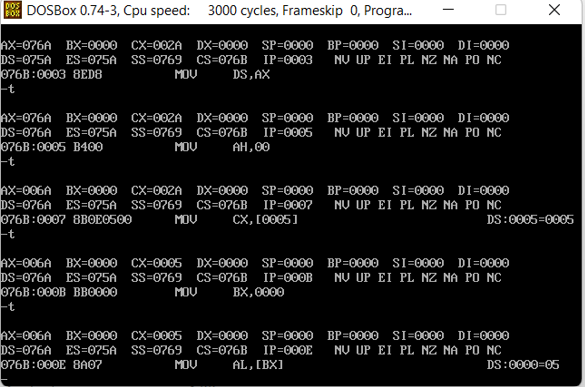 DOSBox 0.74-3, Cpu speed: 3000 cycles, Frameskip 0, Progra...
AX=076A BX=0000 CX=002A DX=0000 SP=0000 BP=0000 SI=0000 DI=0000
DS=075A ES=075A SS=0769 CS=076B IP=0003 NV UP EI PL NZ NA PO NC
076B:0003 8ED8 MOV DS,AX
-t
AX=076A BX=0000 CX=002A DX=0000 SP=0000 BP=0000 SI=0000 DI=0000
DS=076A ES=075A SS=0769 CS=076B IP=0005 NV UP EI PL NZ NA PO NC
076B:0005 B400 MOV AH,00
-t
AX=006A BX=0000 CX=002A DX=0000 SP=0000 BP=0000 SI=0000 DI=0000
DS=076A ES=075A SS=0769 CS=076B IP=0007 NV UP EI PL NZ NA PO NC
076B:0007 8B0E0500 MOV CX,[0005] DS:0005=0005
-t
AX=006A BX=0000 CX=0005 DX=0000 SP=0000 BP=0000 SI=0000 DI=0000
DS=076A ES=075A SS=0769 CS=076B IP=000B NV UP EI PL NZ NA PO NC
076B:000B BB0000 MOV BX,0000
-t
AX=006A BX=0000 CX=0005 DX=0000 SP=0000 BP=0000 SI=0000 DI=0000
DS=076A ES=075A SS=0769 CS=076B IP=000E NV UP EI PL NZ NA PO NC
076B:000E 8A07 MOV AL,[BX] DS:0000=05
-